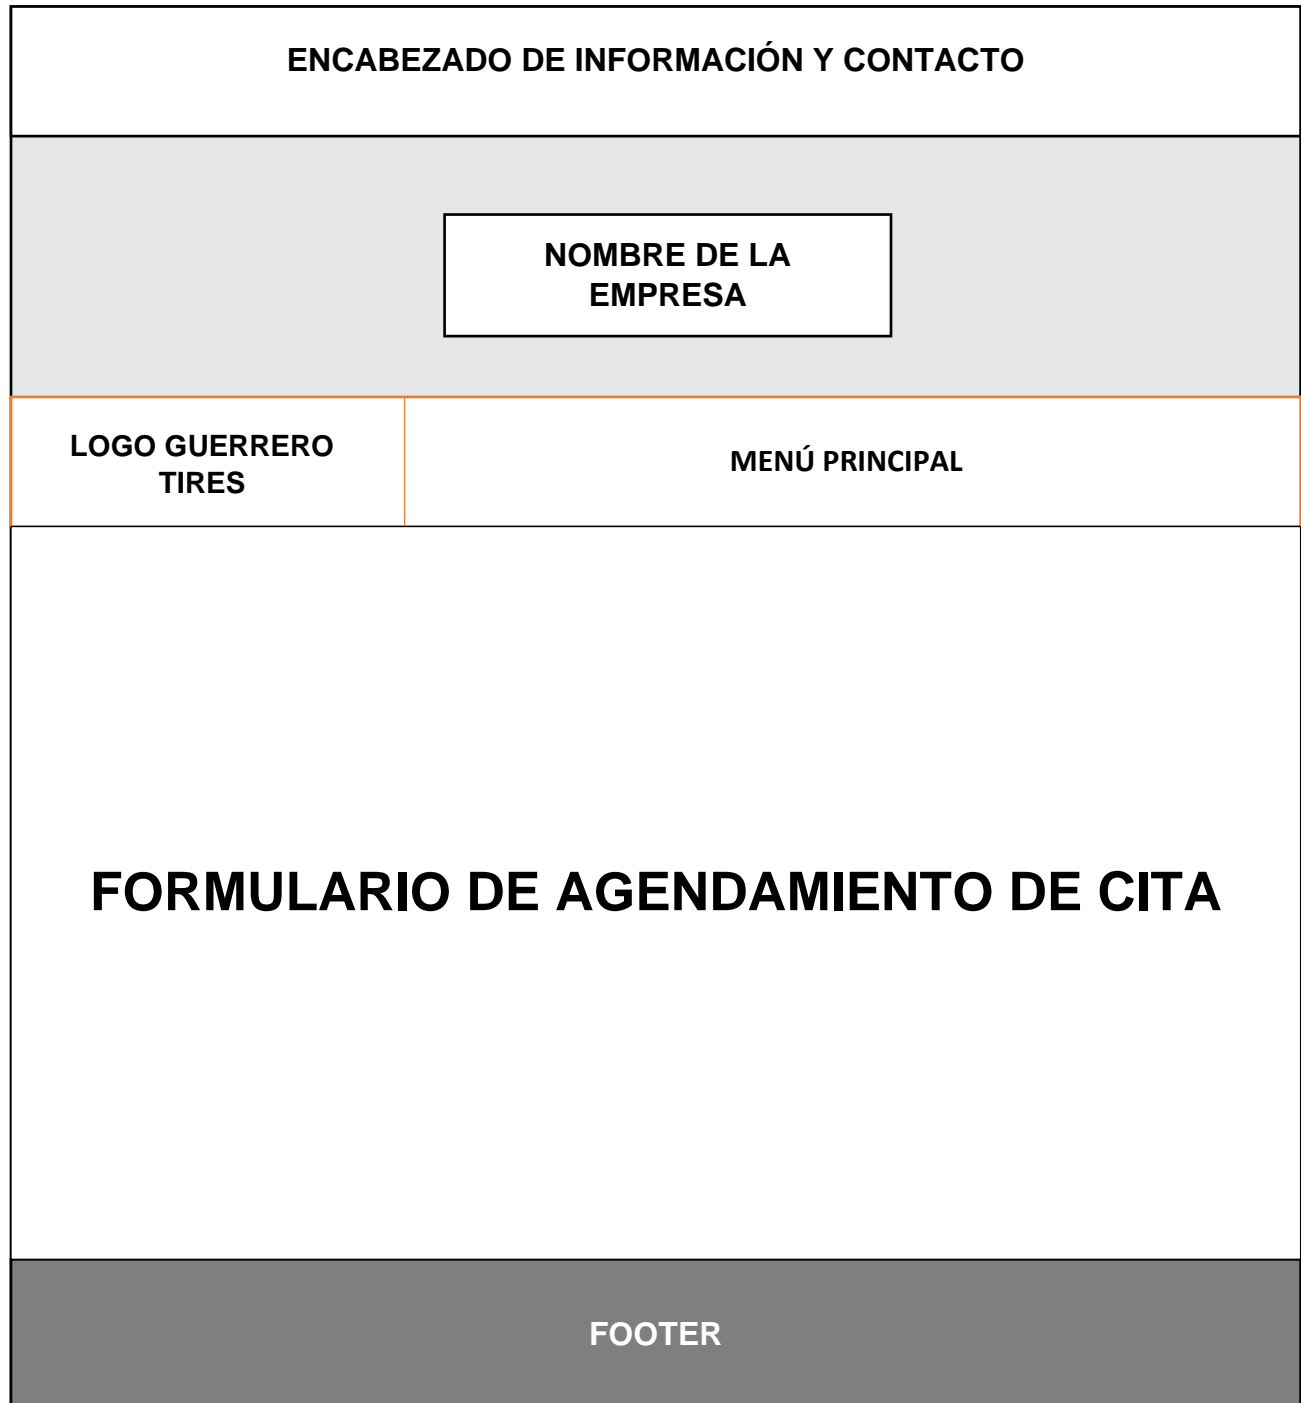 ENCABEZADO DE INFORMACIÓN Y CONTACTO
NOMBRE DE LA
EMPRESA
LOGO GUERRERO
TIRES
MENÚ PRINCIPAL
FORMULARIO DE AGENDAMIENTO DE CITA
FOOTER